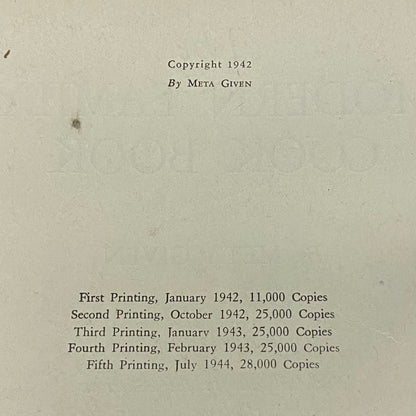 Copyright 1942
By META GIVEN
First Printing, January 1942, 11,000 Copies
Second Printing, October 1942, 25,000 Copies
Third Printing, January 1943, 25,000 Copies
Fourth Printing, February 1943, 25,000 Copies
Fifth Printing, July 1944, 28,000 Copies